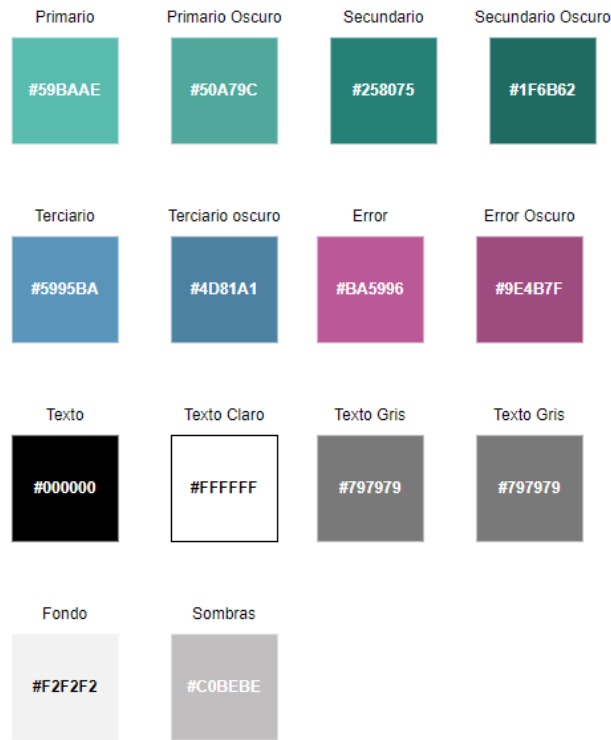 Primario
Primario Oscuro
Secundario
Secundario Oscuro
#59BAAE
#50A79C
#258075
#1F6B62
Terciario
Terciario oscuro
Error
Error Oscuro
#5995BA
#4D81A1
#BA5996
#9E4B7F
Texto
Texto Claro
Texto Gris
Texto Gris
#000000
#FFFFFF
#797979
#797979
Fondo
Sombras
#F2F2F2
#C0BEBE